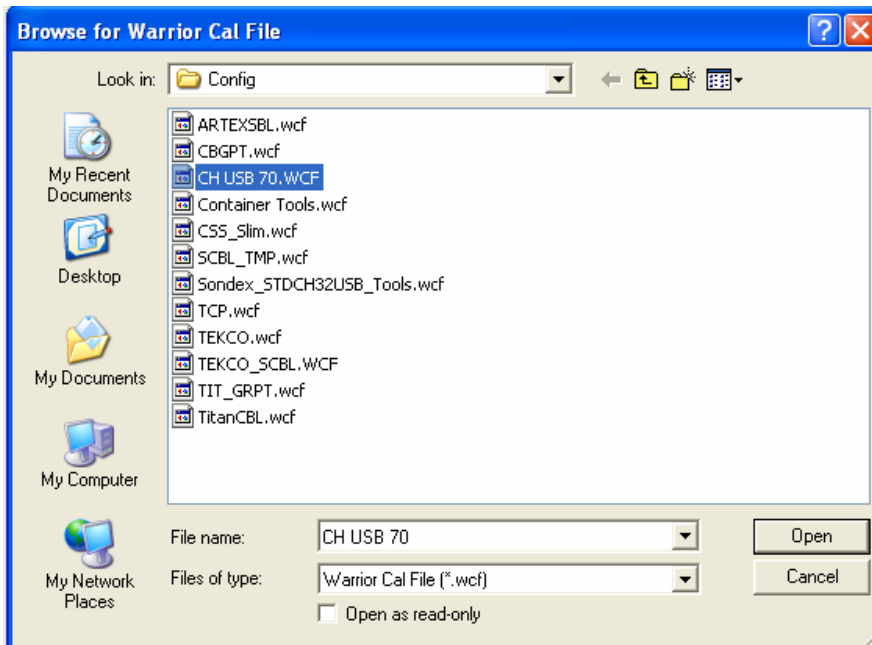 Browse for Warrior Cal File
Look in:
Config
My Recent
Documents
Desktop
My Documents
My Computer
My Network
Places
ARTEXSBL.wcf
CBGPT.wcf
CH USB 70.WCF
Container Tools.wcf
CSS_Slim.wcf
SCBL_TMP.wcf
Sondex_STDCH32USB_Tools.wcf
TCP.wcf
TEKCO.wcf
TEKCO_SCBL.WCF
TIT_GRPT.wcf
TitanCBL.wcf
File name:
CH USB 70
Open
Files of type:
Warrior Cal File (*.wcf)
Cancel
Open as read-only